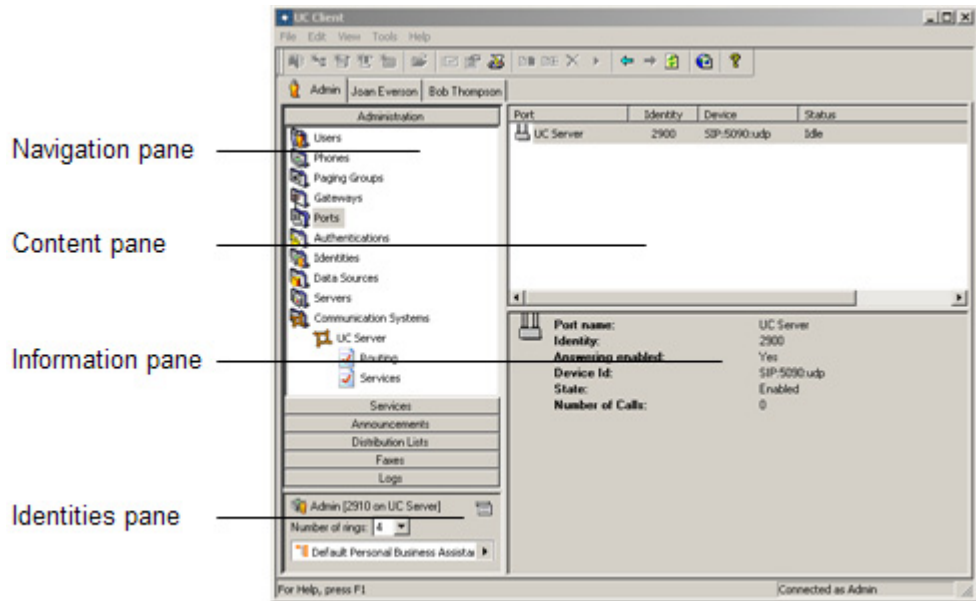 UC Client
File Edit View Tools Help
Admin Joan Everson Bob Thompson
Administration
Users
Phones
Paging Groups
Gateways
Ports
Authentications
Identities
Data Sources
Servers
Communication Systems
UC Server
Routing
Services
Services
Announcements
Distribution Lists
Faxes
Logs
Admin [2910 on UC Server]
Number of rings: 4
Default Personal Business Assista
Port Identity Device Status
UC Server 2900 SIP:5090:udp Idle
Port name: UC Server
Identity: 2900
Answering enabled: Yes
Device Id: SIP:5090:udp
State: Enabled
Number of Calls: 0
For Help, press F1
Connected as Admin
Navigation pane
Content pane
Information pane
Identities pane